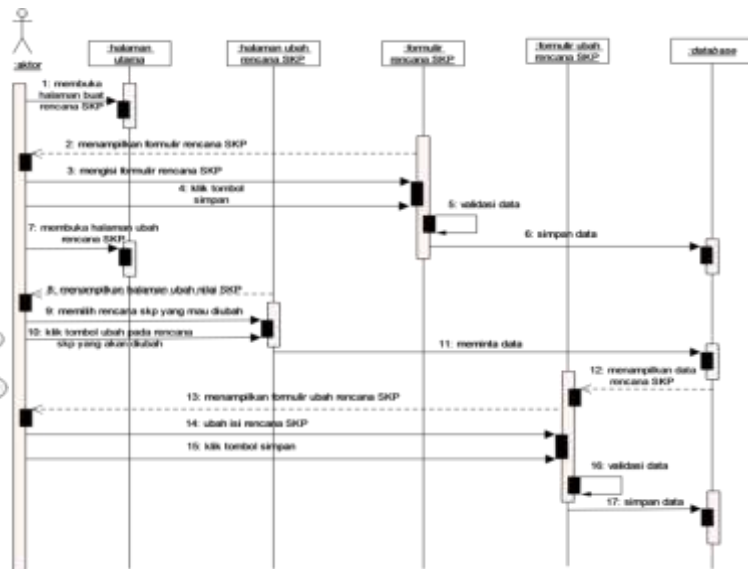 :halaman
utama
:halaman ubah
rencana SKP
:formulir
rencana SKP
:formulir ubah
rencana SKP
:database
:aktor
1: membuka
halaman buat
rencana SKP
2: menampilkan formulir rencana SKP
3: mengisi formulir rencana SKP
4: klik tombol
simpan
5: validasi data
6: simpan data
7: membuka halaman ubah
rencana SKP
8: menampilkan halaman ubah nilai SKP
9: memilih rencana skp yang mau diubah
10: klik tombol ubah pada rencana
skp yang akan diubah
11: meminta data
12: menampilkan data
rencana SKP
13: menampilkan formulir ubah rencana SKP
14: ubah isi rencana SKP
15: klik tombol simpan
16: validasi data
17: simpan data